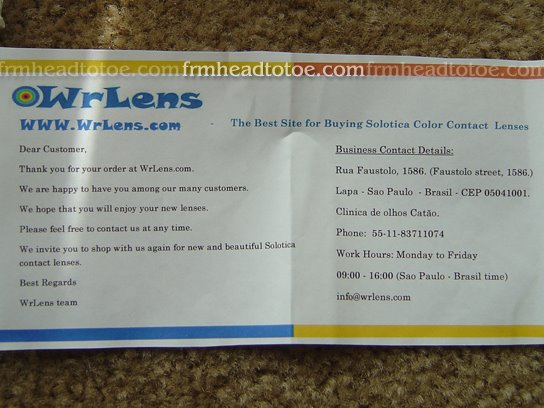 frmheadtoe.com frmheadtotoe.com frmheadtotoe.com
WrLens
www.WrLens.com - The Best Site for Buying Solotica Color Contact Lenses
Dear Customer,
Thank you for your order at WrLens.com.
We are happy to have you among our many customers.
We hope that you will enjoy your new lenses.
Please feel free to contact us at any time.
We invite you to shop with us again for new and beautiful Solotica
contact lenses.
Best Regards
WrLens team
Business Contact Details:
Rua Faustolo, 1586. (Faustolo street, 1586.)
Lapa - Sao Paulo - Brasil - CEP 05041001.
Clinica de olhos Catão.
Phone: 55-11-83711074
Work Hours: Monday to Friday
09:00 - 16:00 (Sao Paulo - Brasil time)
info@wrlens.com